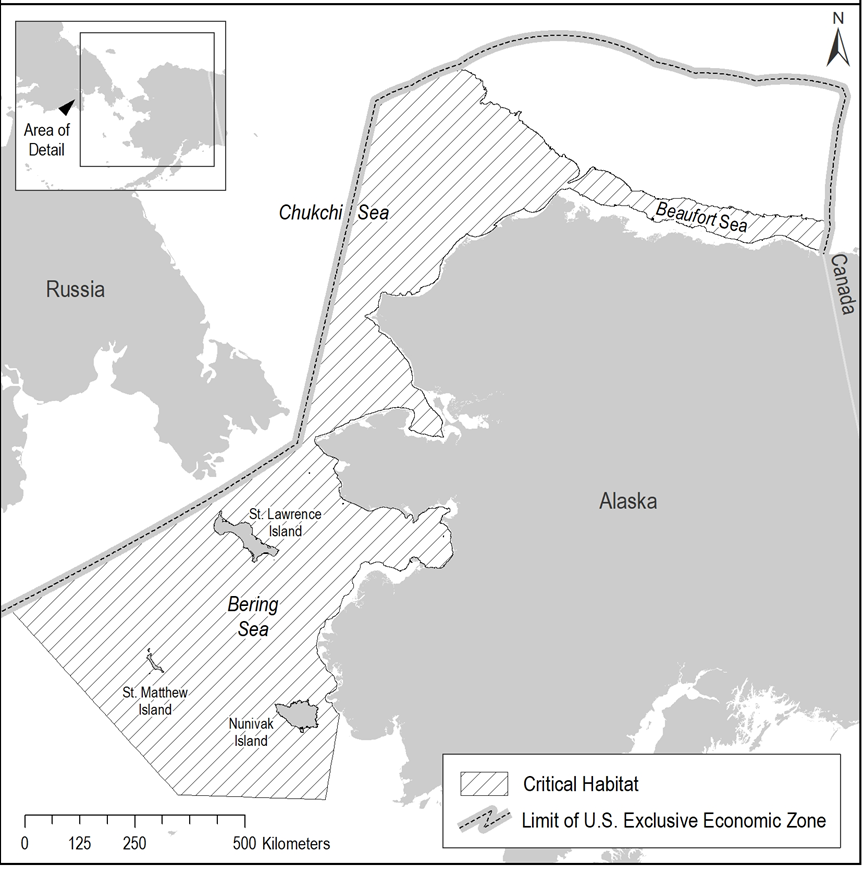 N
Area of
Detail
Chukchi Sea
Beaufort Sea
Canada
Russia
Alaska
St. Lawrence
Island
Bering
Sea
St. Matthew
Island
Nunivak
Island
Critical Habitat
Limit of U.S. Exclusive Economic Zone
0 125 250 500 Kilometers